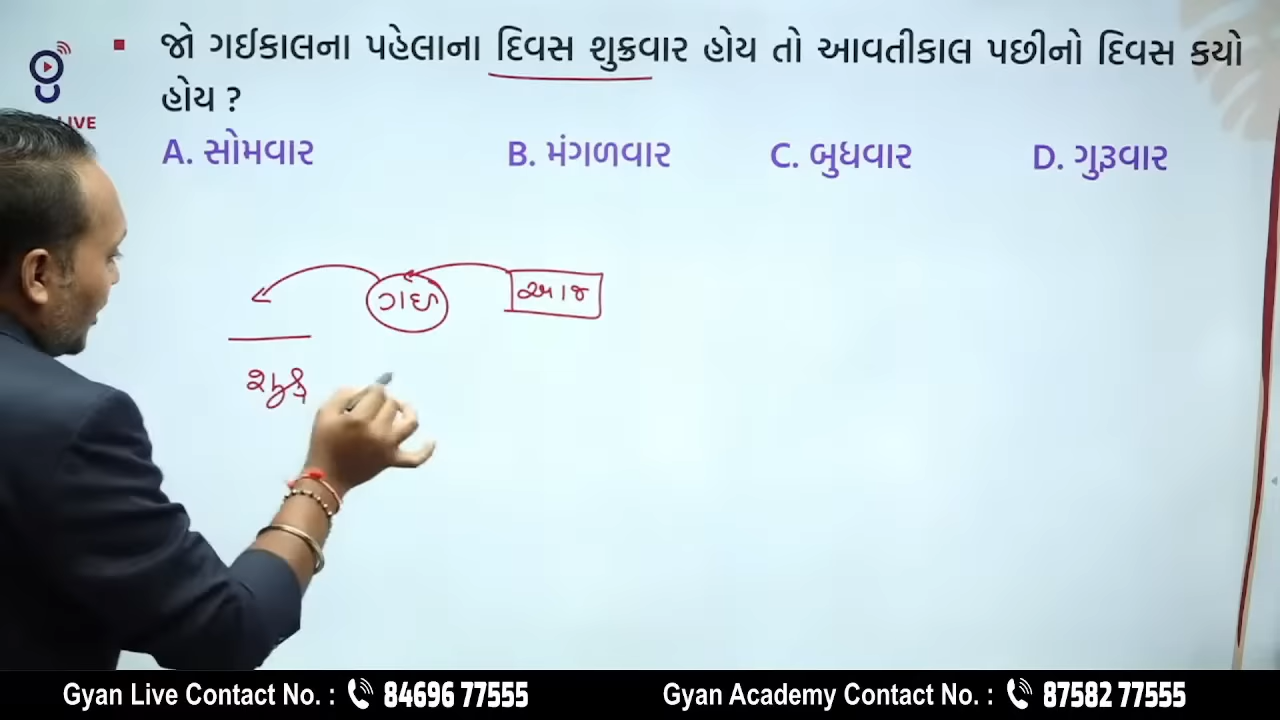 જો ગઈકાલના પહેલાના દિવસ શુક્રવાર હોય તો આવતીકાલ પછીનો દિવસ કયો
હોય ?
LIVE
A. સોમવાર B. મંગળવાર C. બુધવાર D. ગુરૂવાર
ગઈ આજ
શુક્ર
Gyan Live Contact No. : 84696 77555 Gyan Academy Contact No. : 87582 77555